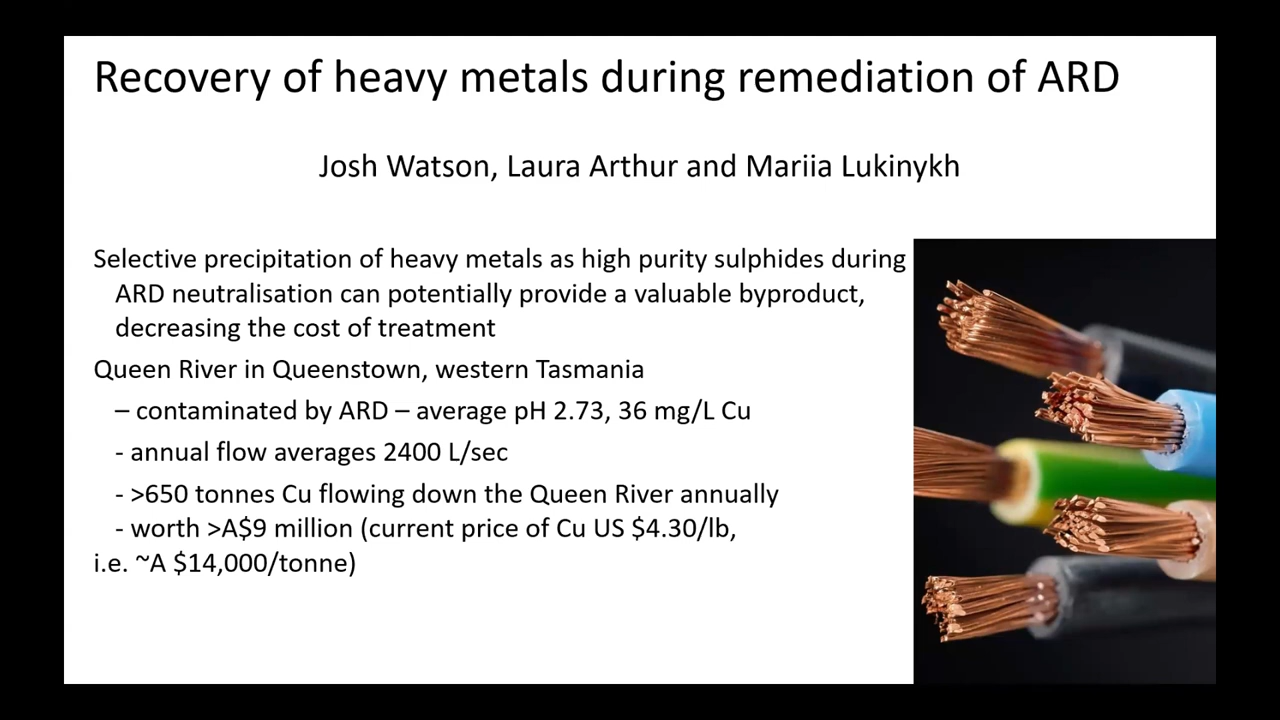 Recovery of heavy metals during remediation of ARD
Josh Watson, Laura Arthur and Mariia Lukinykh
Selective precipitation of heavy metals as high purity sulphides during
ARD neutralisation can potentially provide a valuable byproduct,
decreasing the cost of treatment
Queen River in Queenstown, western Tasmania
– contaminated by ARD – average pH 2.73, 36 mg/L Cu
- annual flow averages 2400 L/sec
- >650 tonnes Cu flowing down the Queen River annually
- worth >A$9 million (current price of Cu US $4.30/lb,
i.e. ~A $14,000/tonne)